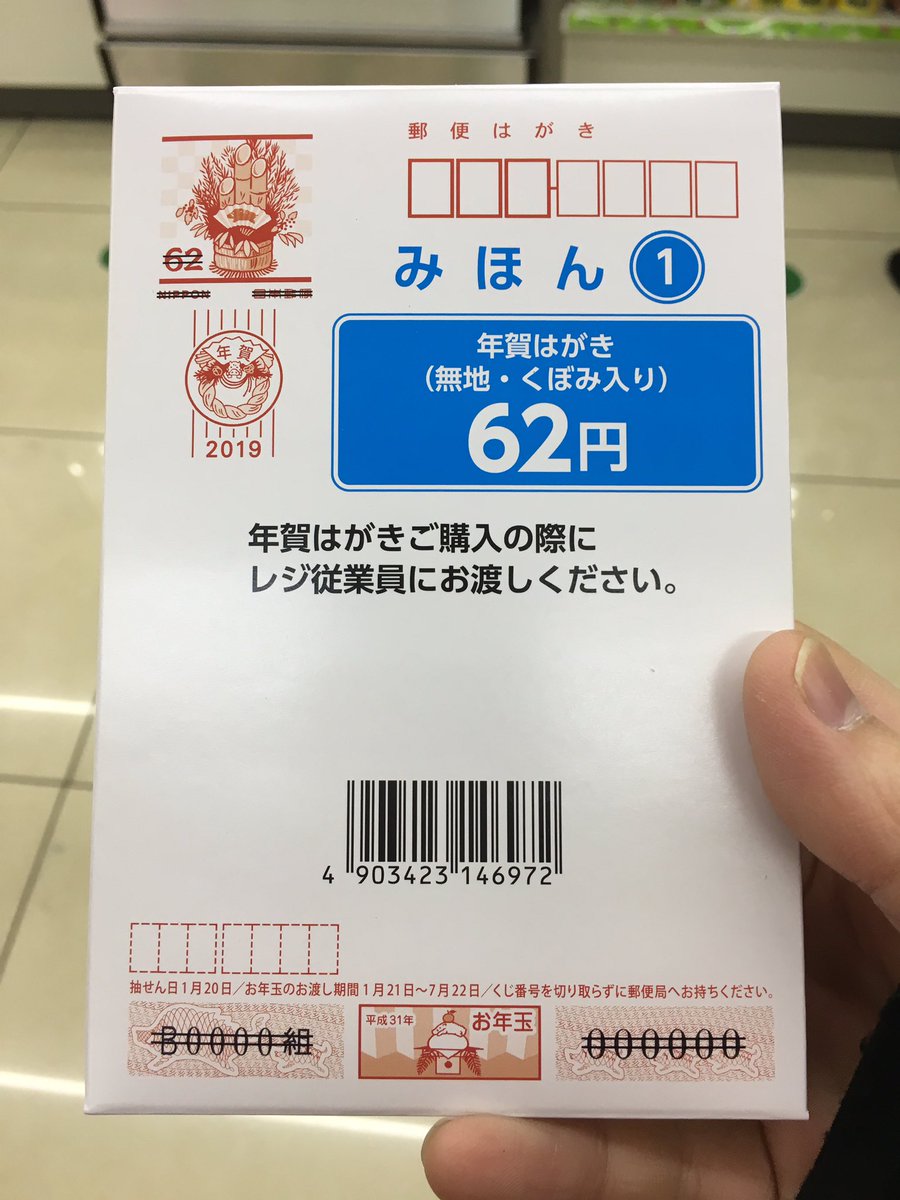 郵便はがき
62
NIPPON
日本郵便
みほん 1
年賀
2019
年賀はがき
(無地・くぼみ入り)
62円
年賀はがきご購入の際に
レジ従業員にお渡しください。
4 903423 146972
抽せん日1月20日/お年玉のお渡し期間1月21日～7月22日/くじ番号を切り取らずに郵便局へお持ちください。
B0000組
平成31年
お年玉
000000